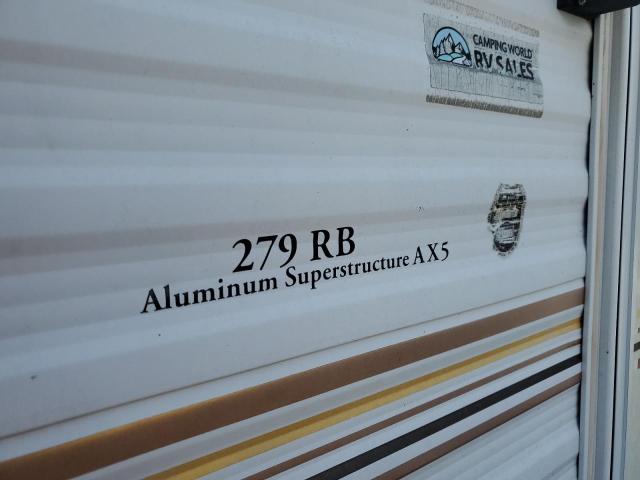 CAMPING WORLD
RV SALES
279 RB
Aluminum Superstructure AX5